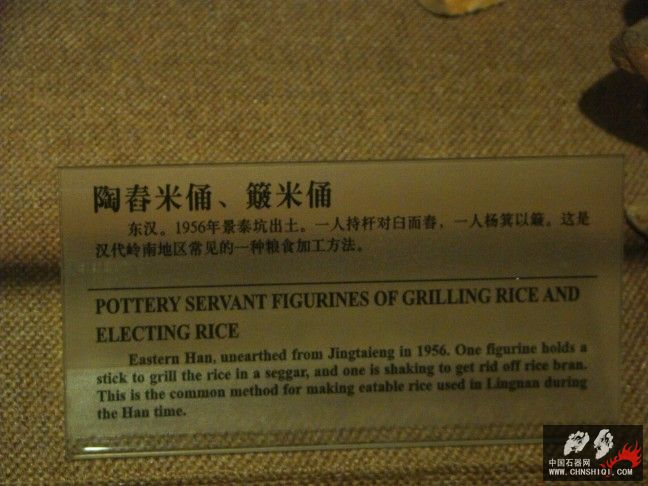 陶舂米俑、簸米俑
东汉。1956年景泰坑出土。一人持杆对臼而舂，一人杨箕以簸。这是
汉代岭南地区常见的一种粮食加工方法。
POTTERY SERVANT FIGURINES OF GRILLING RICE AND
ELECTING RICE
Eastern Han, unearthed from Jingtaieng in 1956. One figurine holds a
stick to grill the rice in a seggar, and one is shaking to get rid off rice bran.
This is the common method for making eatable rice used in Lingnan during
the Han time.
中国石器网
WWW.CHNSHIQI.COM